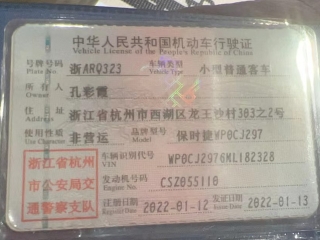 中华人民共和国机动车行驶证
Vehicle License of the People's Republic of China
号牌号码 浙ARQ323 车辆类型 小型普通客车
Plate No. Vehicle Type
所有人 孔彩霞
Owner
住址 浙江省杭州市西湖区龙王沙村303之2号
Address
使用性质 非营运 品牌型号 保时捷WP0CJ297
Use Character Model
浙江省杭州
市公安局交
通警察支队
车辆识别代号 WP0CJ2976ML182328
VIN
发动机号码 CSZ055110
Engine No.
注册日期 2022-01-12 发证日期 2022-01-13
Register Date Issue Date